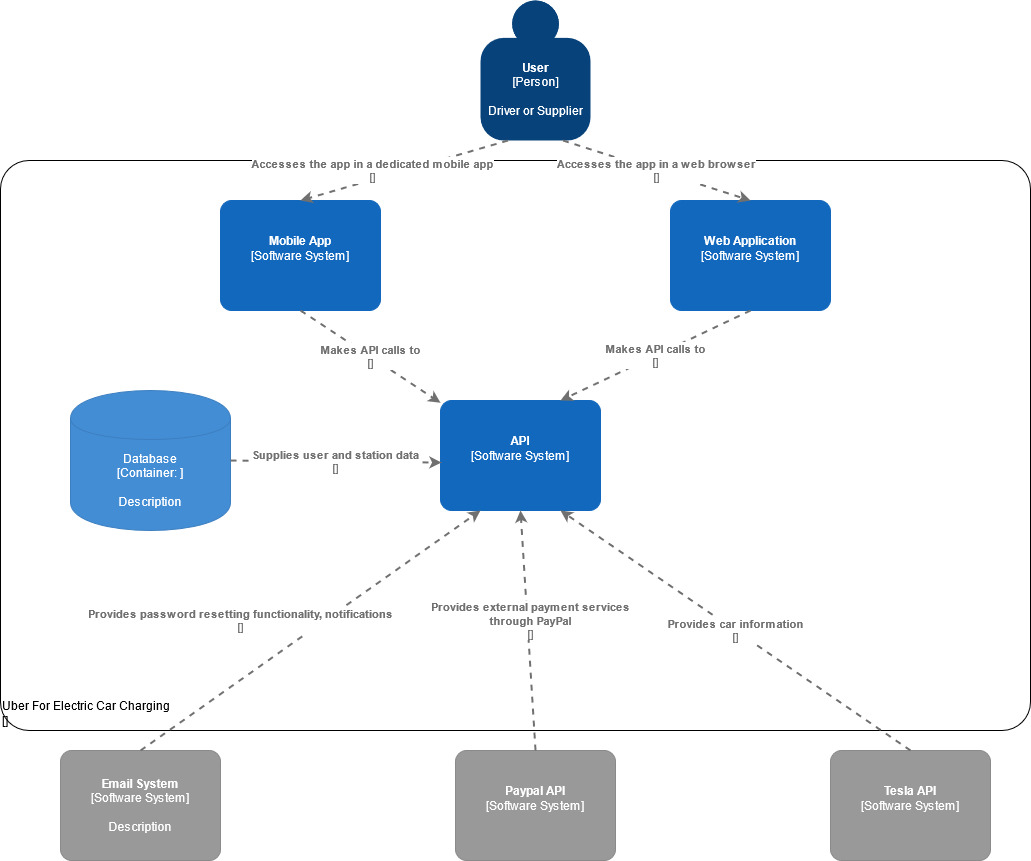 User
[Person]
Driver or Supplier
Accesses the app in a dedicated mobile app
[]
Accesses the app in a web browser
[]
Mobile App
[Software System]
Web Application
[Software System]
Makes API calls to
[]
Makes API calls to
[]
Database
[Container: ]
Description
Supplies user and station data
[]
API
[Software System]
Provides password resetting functionality, notifications
[]
Provides external payment services
through PayPal
[]
Provides car information
[]
Uber For Electric Car Charging
[]
Email System
[Software System]
Description
Paypal API
[Software System]
Tesla API
[Software System]